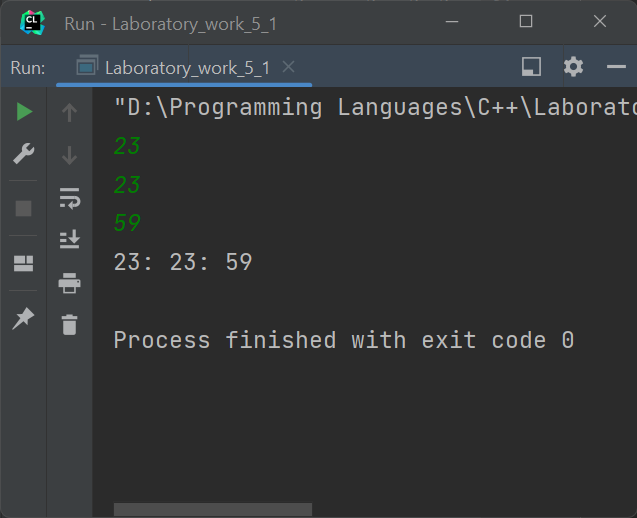 CL
Run - Laboratory_work_5_1
Run: Laboratory_work_5_1
"D:\Programming Languages\C++\Laborato
23
23
59
23: 23: 59
Process finished with exit code 0